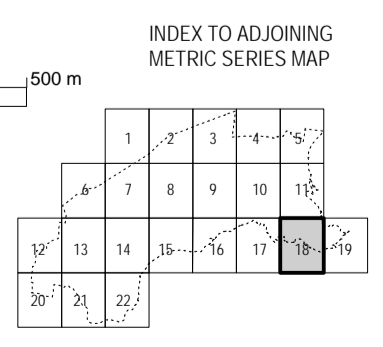 INDEX TO ADJOINING
METRIC SERIES MAP
500 m
1 2 3 4 5
6 7 8 9 10 11
12 13 14 15 16 17 18 19
20 21 22